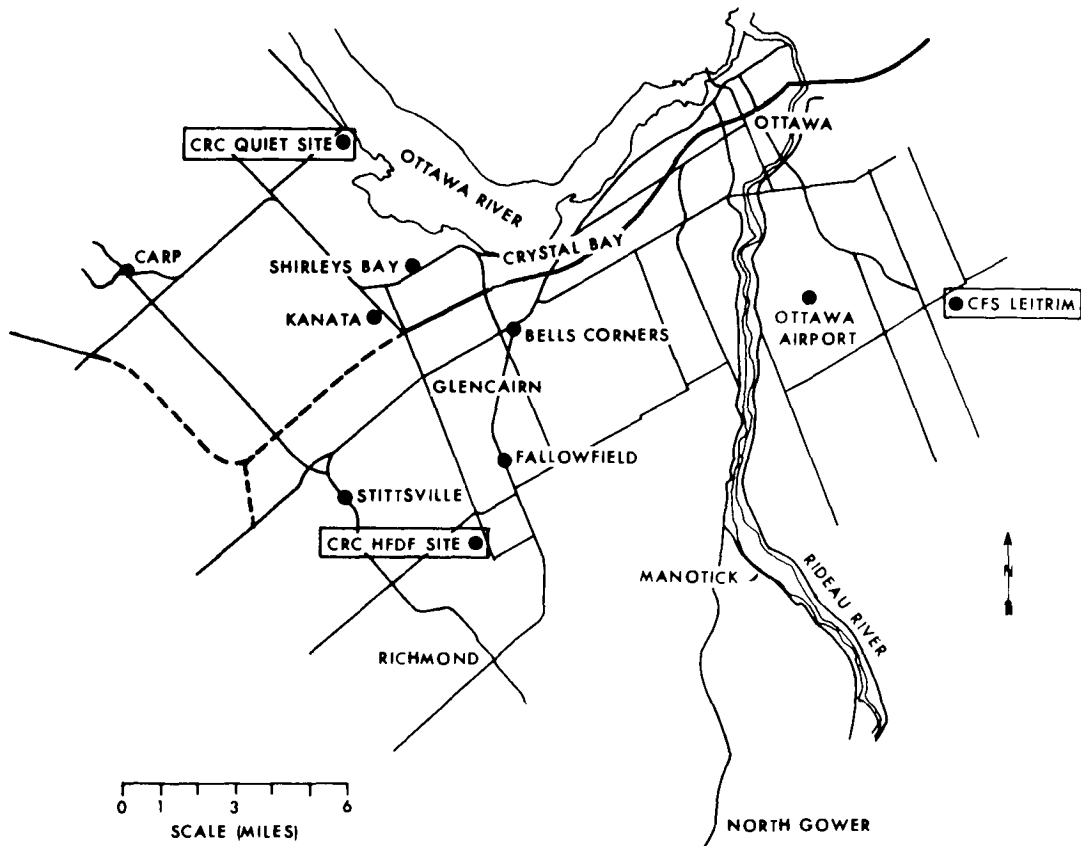 OTTAWA
CRC QUIET SITE
OTTAWA RIVER
CARP
SHIRLEYS BAY
CRYSTAL BAY
KANATA
OTTAWA
AIRPORT
CFS LEITRIM
BELLS CORNERS
GLENCAIRN
FALLOWFIELD
STITTSVILLE
CRC HFDF SITE
N
MANOTICK
RIDEAU RIVER
RICHMOND
0 1 3 6
SCALE (MILES)
NORTH GOWER